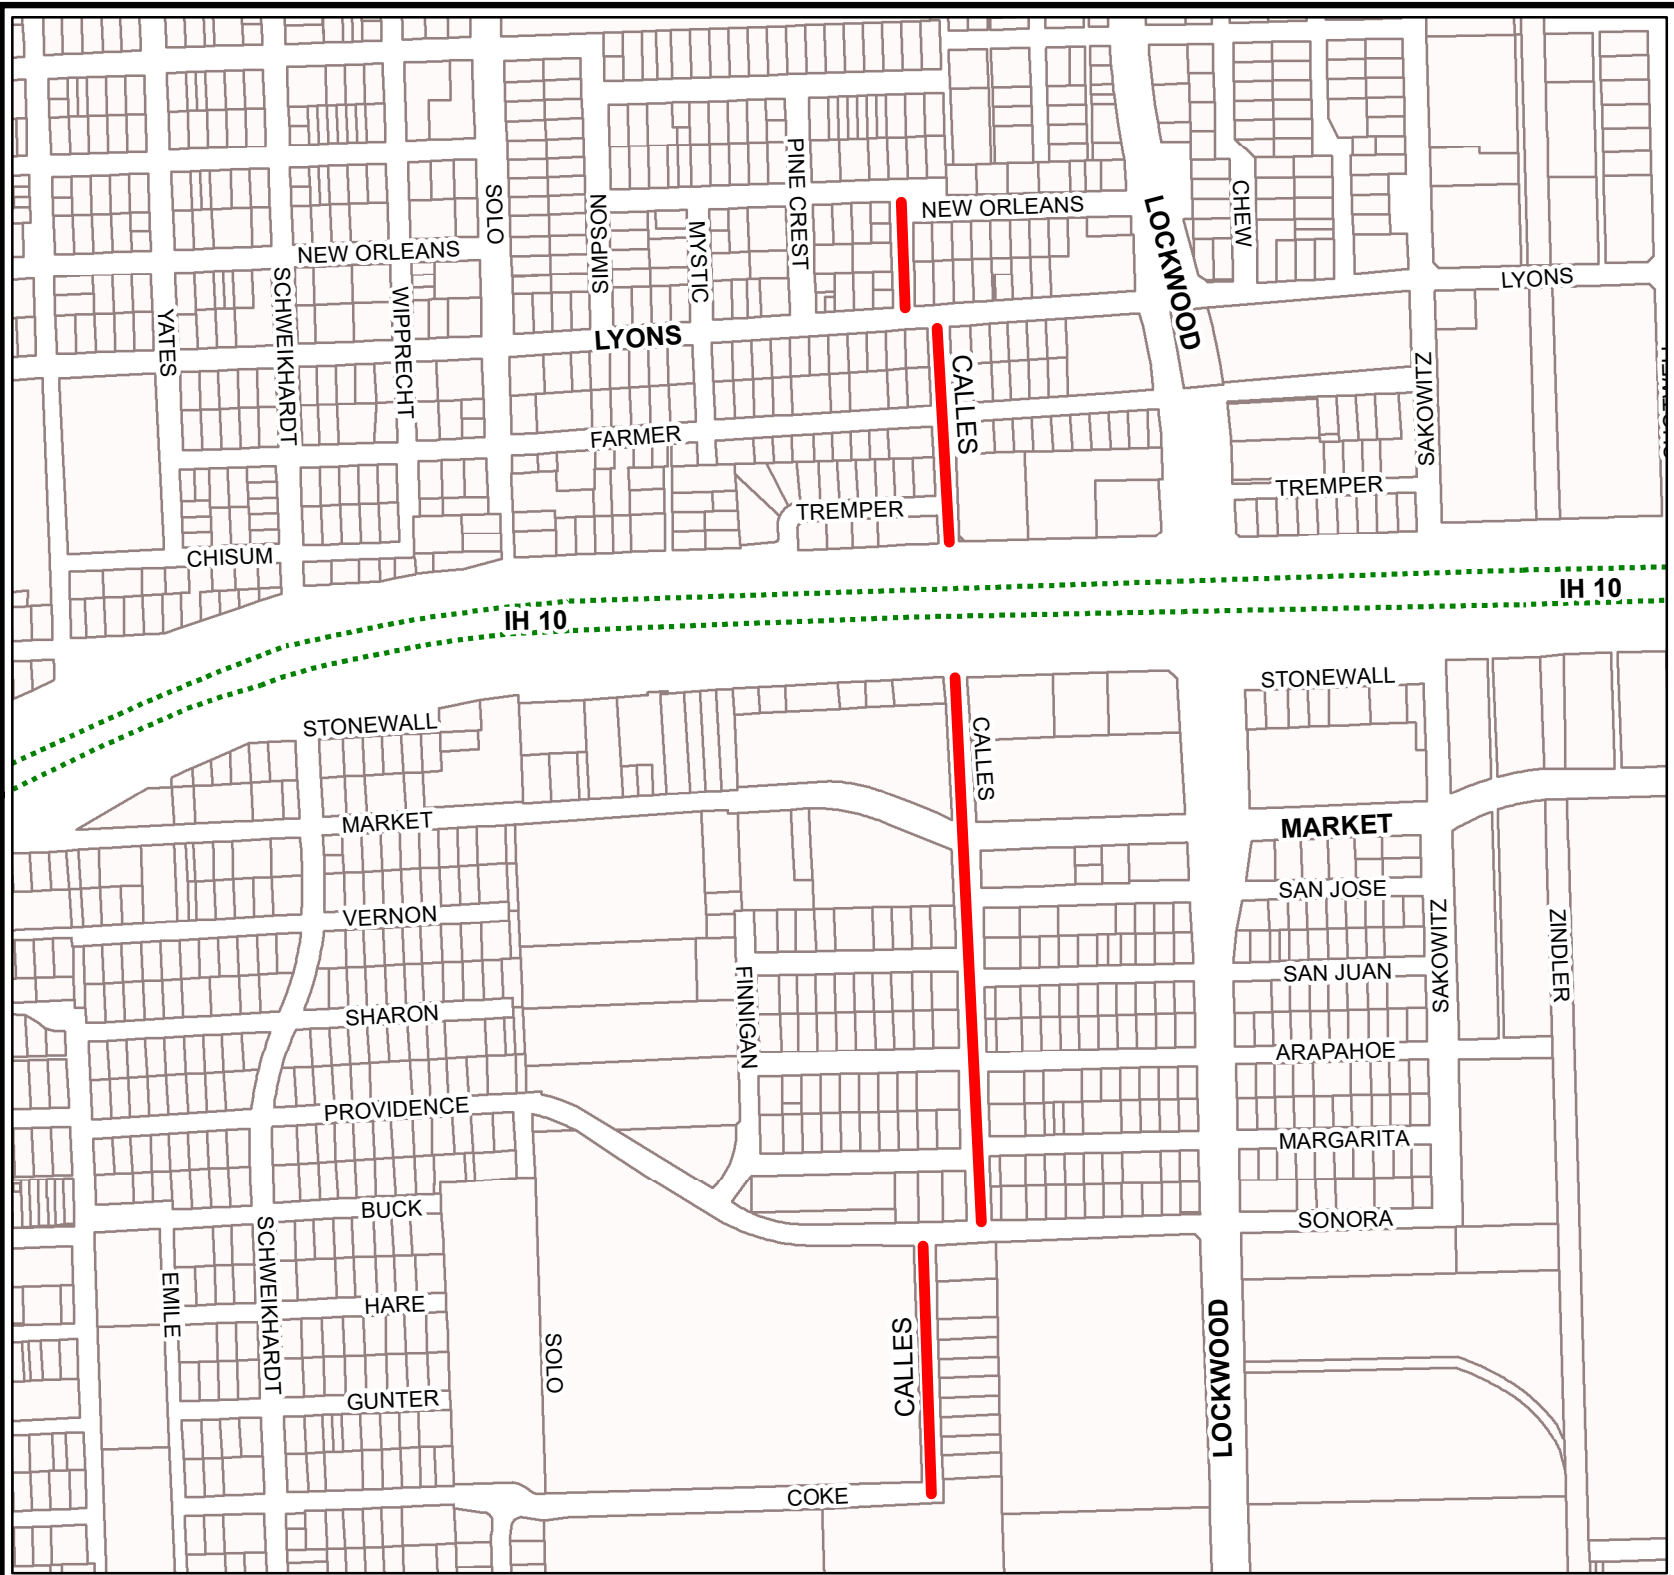 PINE CREST
SOLO
SIMPSON
MYSTIC
NEW ORLEANS
LOCKWOOD
CHEW
NEW ORLEANS
SCHWEIKHARDT
WIPPRECHT
YATES
LYONS
LYONS
CALLES
SAKOWITZ
FARMER
TREMPER
TREMPER
CHISUM
IH 10
IH 10
STONEWALL
STONEWALL
CALLES
MARKET
MARKET
SAN JOSE
VERNON
SAKOWITZ
ZINDLER
SAN JUAN
FINNIGAN
SHARON
ARAPAHOE
PROVIDENCE
MARGARITA
BUCK
SONORA
SCHWEIKHARDT
EMILE
HARE
SOLO
CALLES
LOCKWOOD
GUNTER
COKE